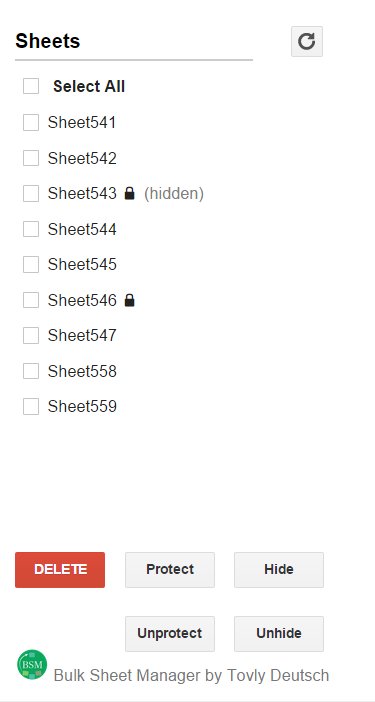 Sheets
Select All
Sheet541
Sheet542
Sheet543 (hidden)
Sheet544
Sheet545
Sheet546
Sheet547
Sheet558
Sheet559
DELETE Protect Hide
Unprotect Unhide
BSM
Bulk Sheet Manager by Tovly Deutsch